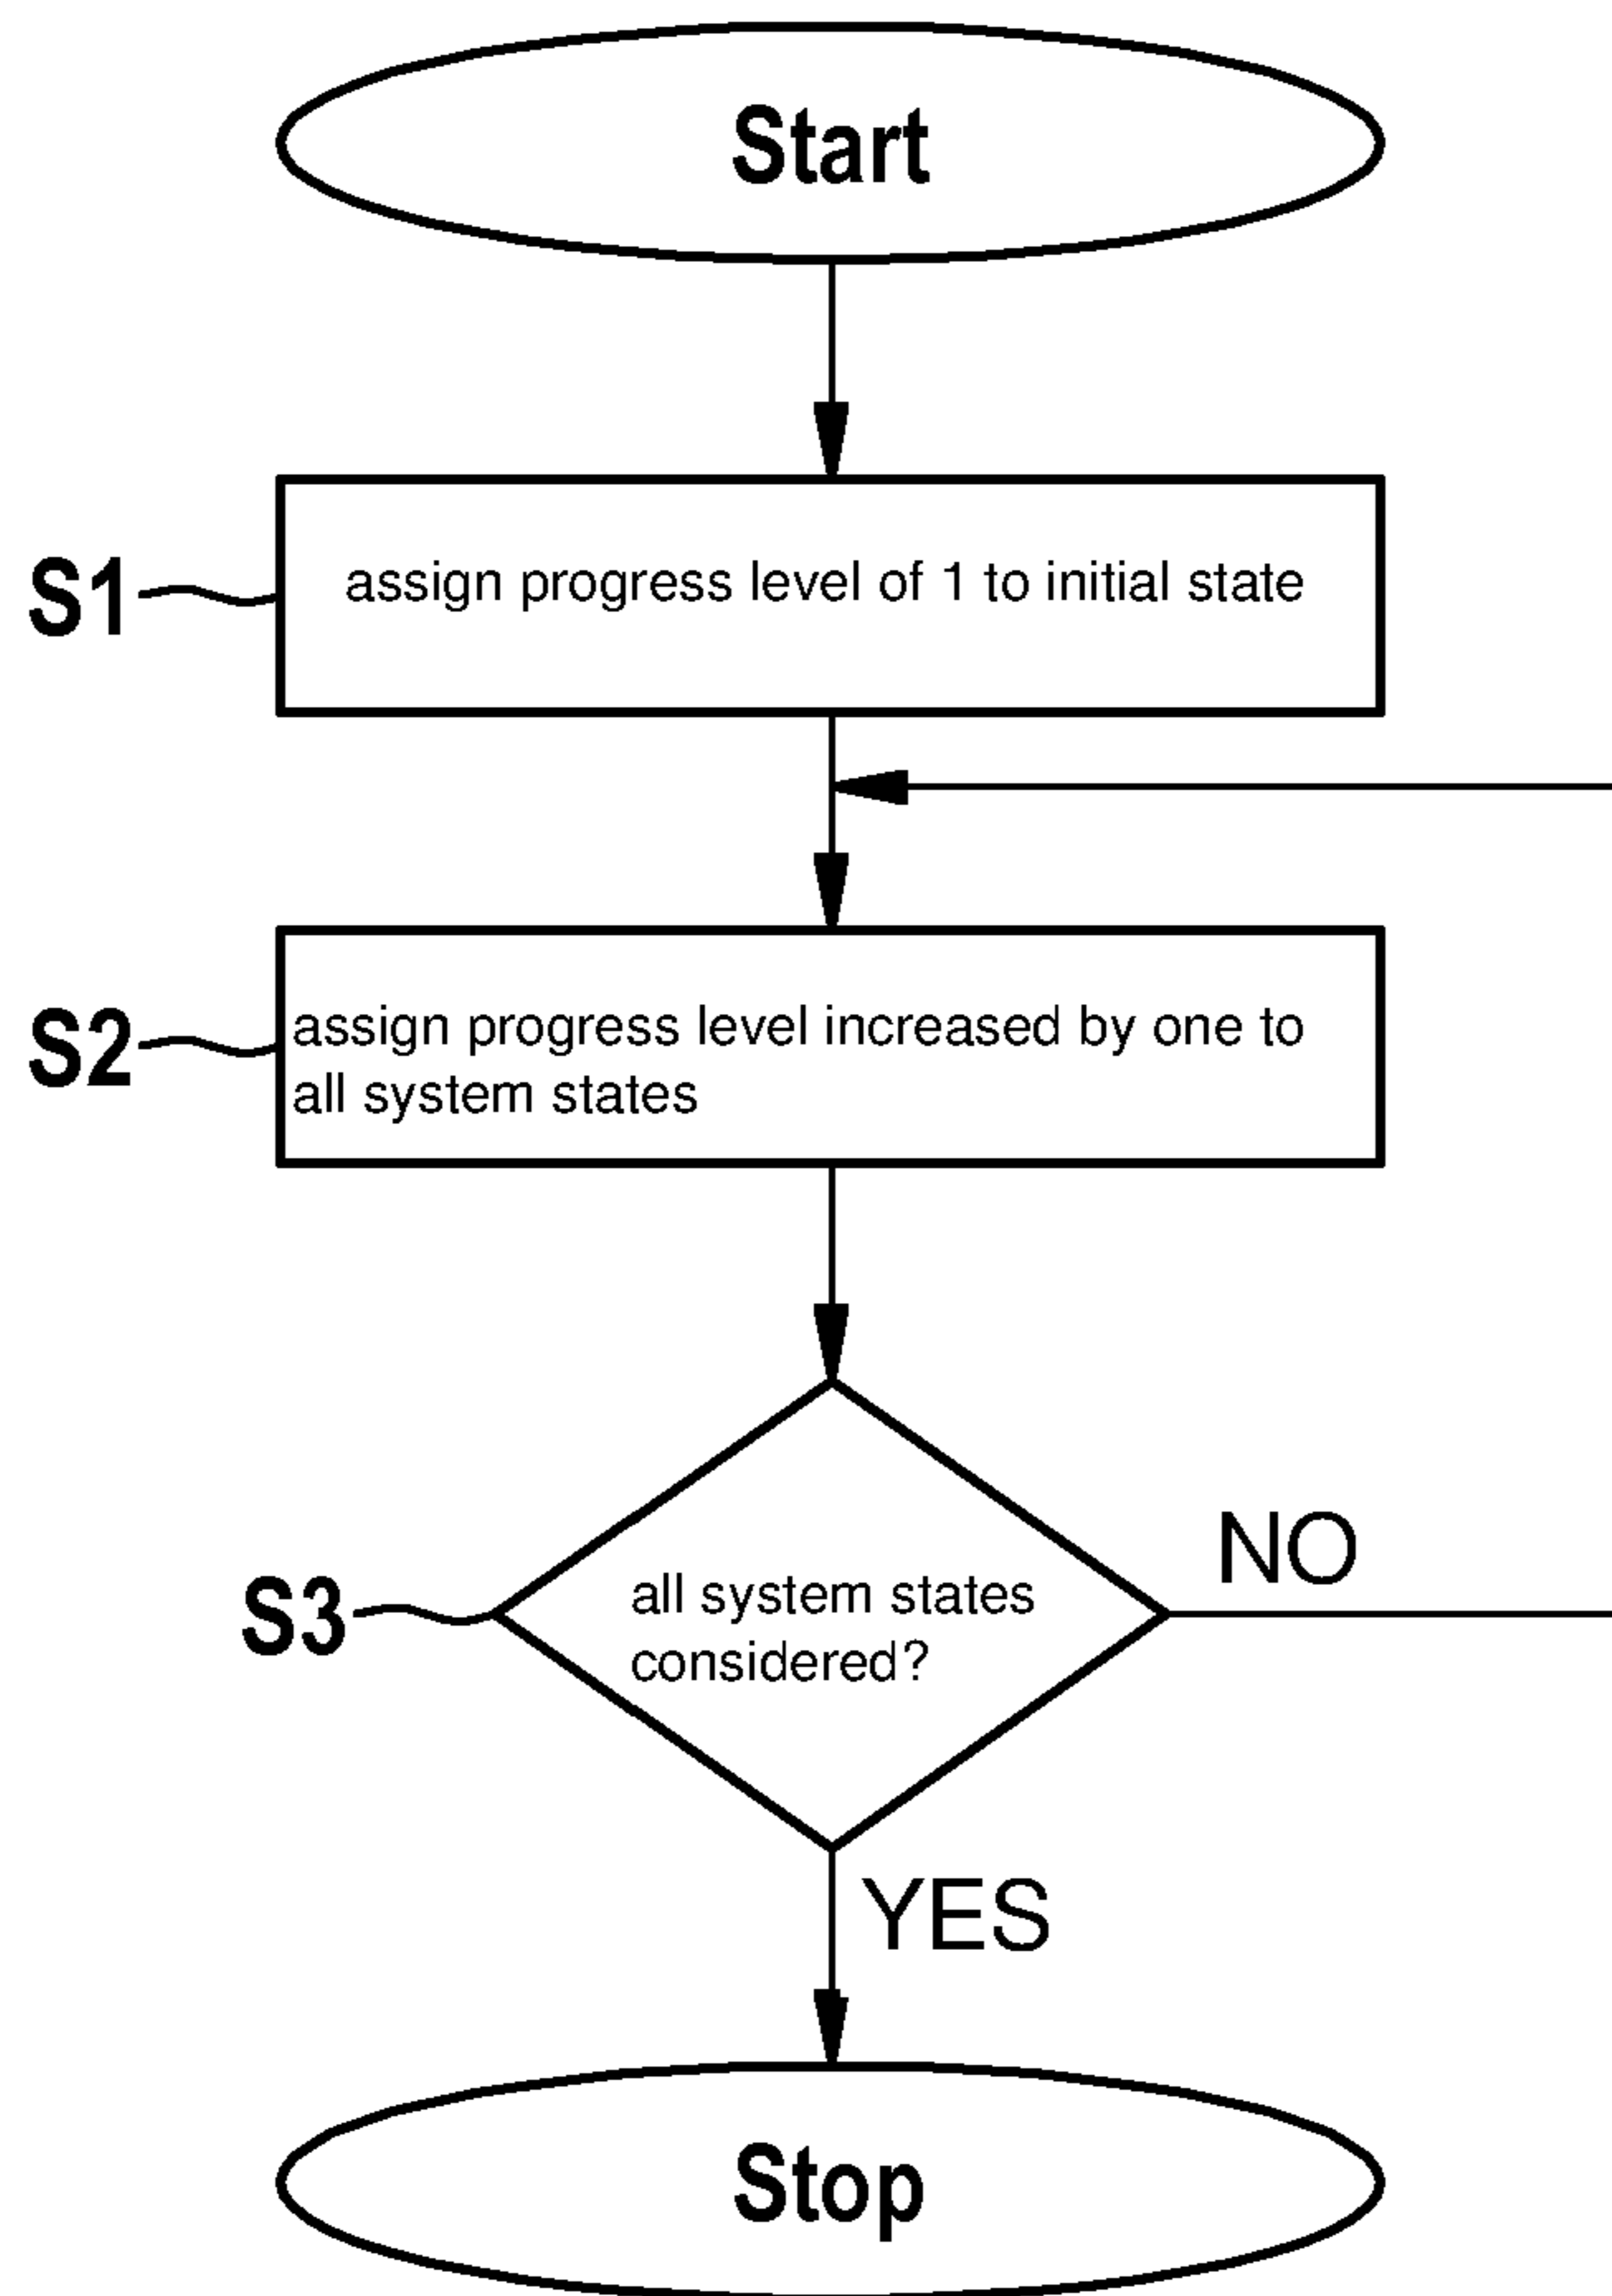 Start
S1
assign progress level of 1 to initial state
S2
assign progress level increased by one to
all system states
S3
all system states
considered?
NO
YES
Stop